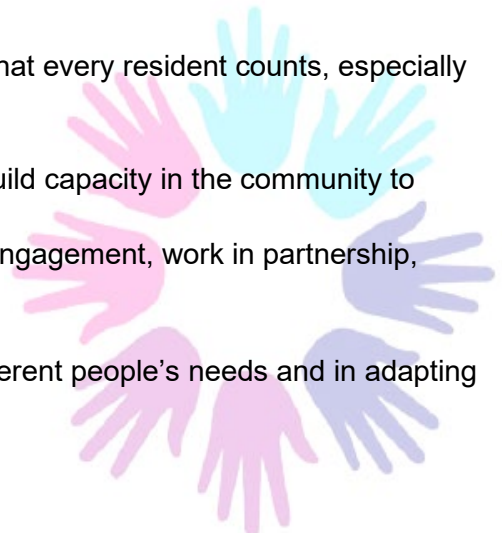 hat every resident counts, especially
uild capacity in the community to
ngagement, work in partnership,
erent people's needs and in adapting